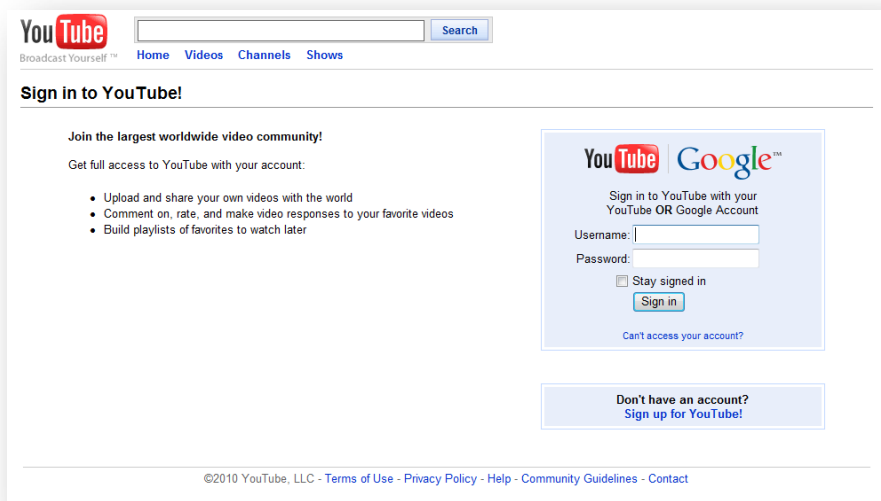 YouTube
Broadcast Yourself ™
Search
Home Videos Channels Shows
Sign in to YouTube!
Join the largest worldwide video community!
Get full access to YouTube with your account:
• Upload and share your own videos with the world
• Comment on, rate, and make video responses to your favorite videos
• Build playlists of favorites to watch later
YouTube Google™
Sign in to YouTube with your
YouTube OR Google Account
Username:
Password:
Stay signed in
Sign in
Can't access your account?
Don't have an account?
Sign up for YouTube!
©2010 YouTube, LLC - Terms of Use - Privacy Policy - Help - Community Guidelines - Contact